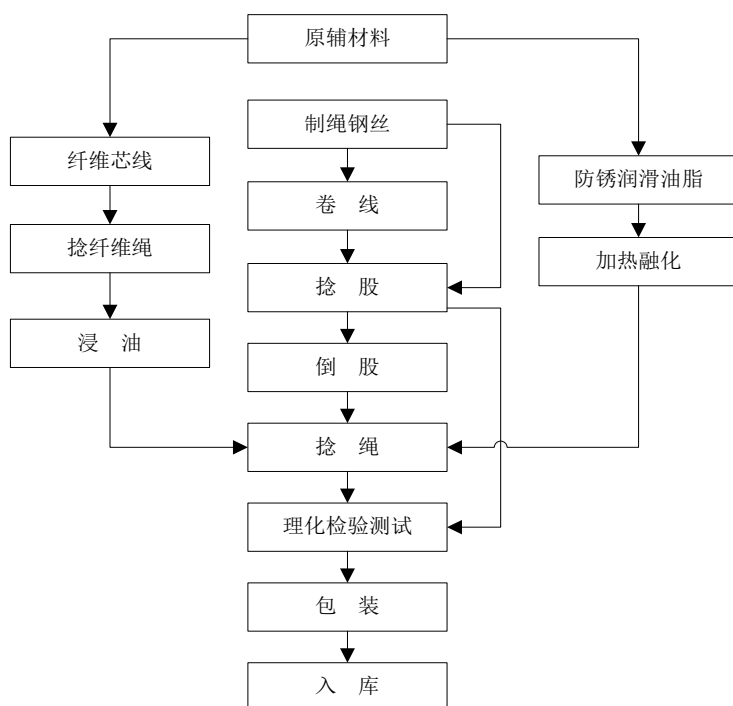 原辅材料
制绳钢丝
纤维芯线
防锈润滑油脂
卷 线
捻纤维绳
加热融化
捻 股
浸 油
倒 股
捻 绳
理化检验测试
包 装
入 库